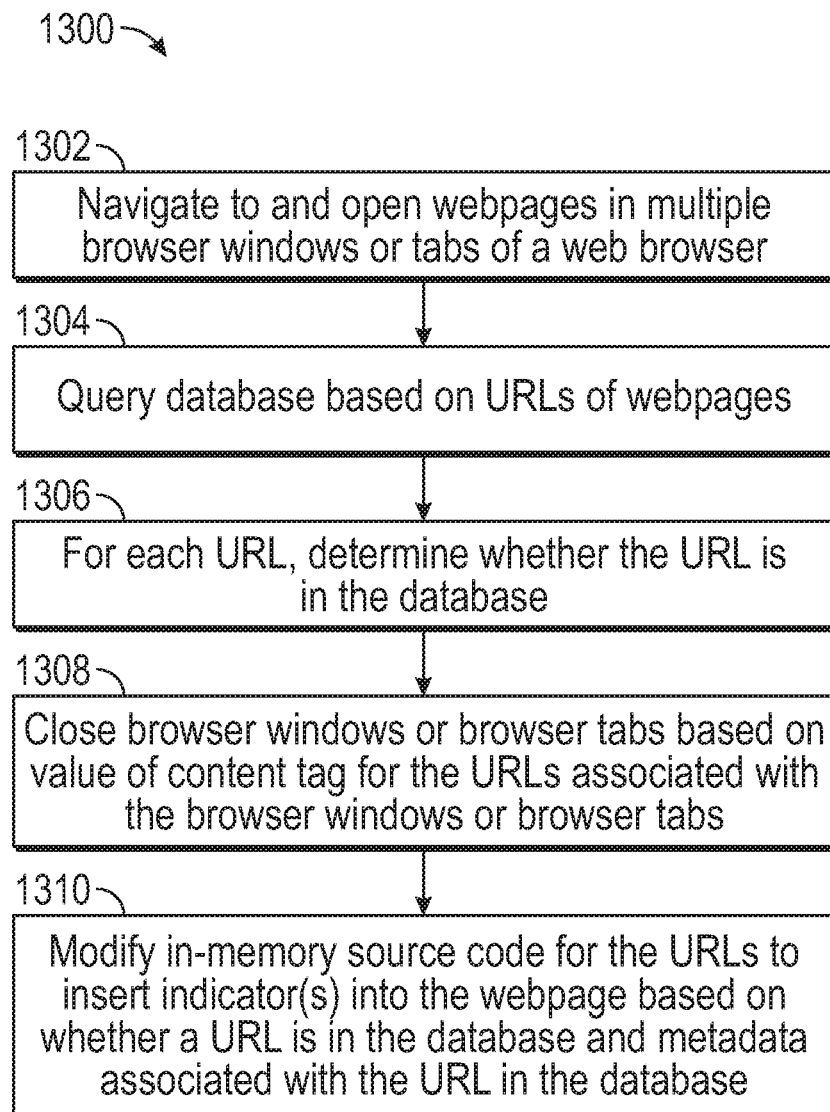 1300
1302
Navigate to and open webpages in multiple
browser windows or tabs of a web browser
1304
Query database based on URLs of webpages
1306
For each URL, determine whether the URL is
in the database
1308
Close browser windows or browser tabs based on
value of content tag for the URLs associated with
the browser windows or browser tabs
1310
Modify in-memory source code for the URLs to
insert indicator(s) into the webpage based on
whether a URL is in the database and metadata
associated with the URL in the database